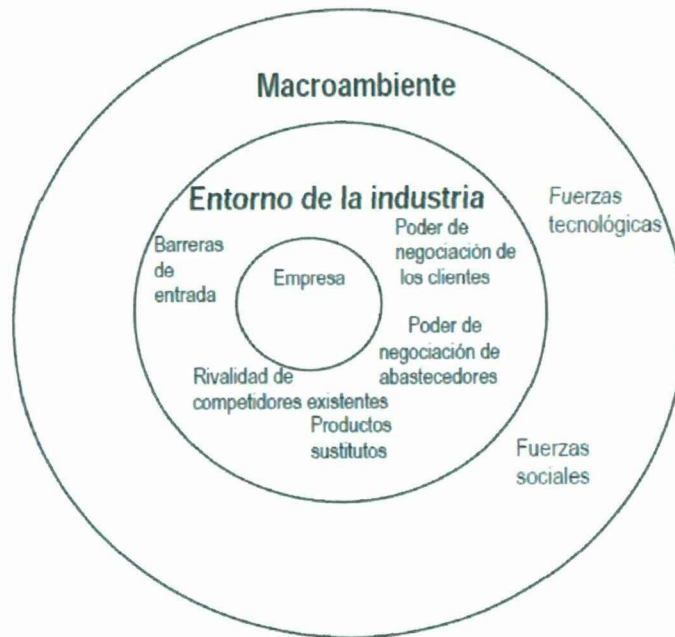 Macroambiente
Entorno de la industria
Fuerzas
tecnológicas
Barreras
de
entrada
Empresa
Poder de
negociación de
los clientes
Poder de
negociación de
abastecedores
Rivalidad de
competidores existentes
Productos
sustitutos
Fuerzas
sociales